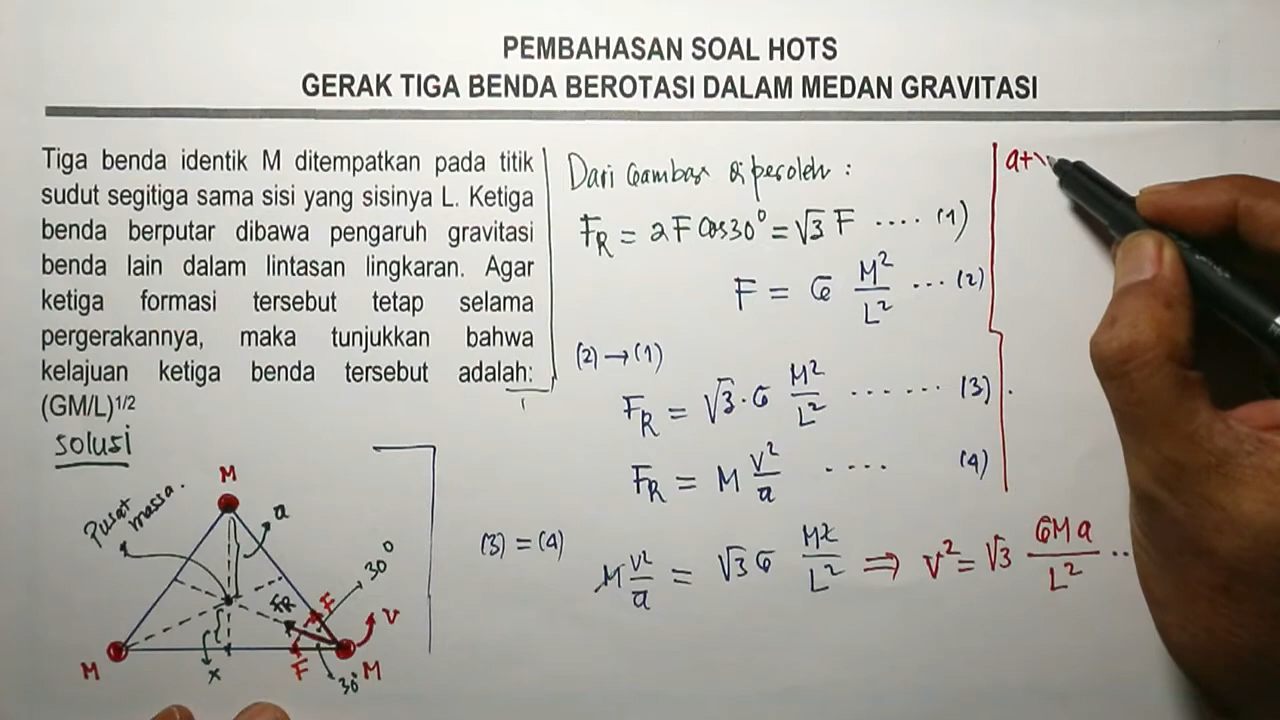 PEMBAHASAN SOAL HOTS
GERAK TIGA BENDA BEROTASI DALAM MEDAN GRAVITASI
Tiga benda identik M ditempatkan pada titik
sudut segitiga sama sisi yang sisinya L. Ketiga
benda berputar dibawa pengaruh gravitasi
benda lain dalam lintasan lingkaran. Agar
ketiga formasi tersebut tetap selama
pergerakannya, maka tunjukkan bahwa
kelajuan ketiga benda tersebut adalah:
(GM/L)^1/2
solusi
M
Pusat
massa.
a
30°
FR
F
v
M
x
F
30°
M
Dari Gambar diperoleh :
F_R = 2F Cos30° = √3 F .... (1)
F = G M²/L² ... (2)
(2) → (1)
F_R = √3 . G M²/L² ....... (3)
F_R = M v²/a .... (4)
(3) = (4)
M v²/a = √3 G M²/L² ⇒ v² = √3 GMa/L² ..
a+